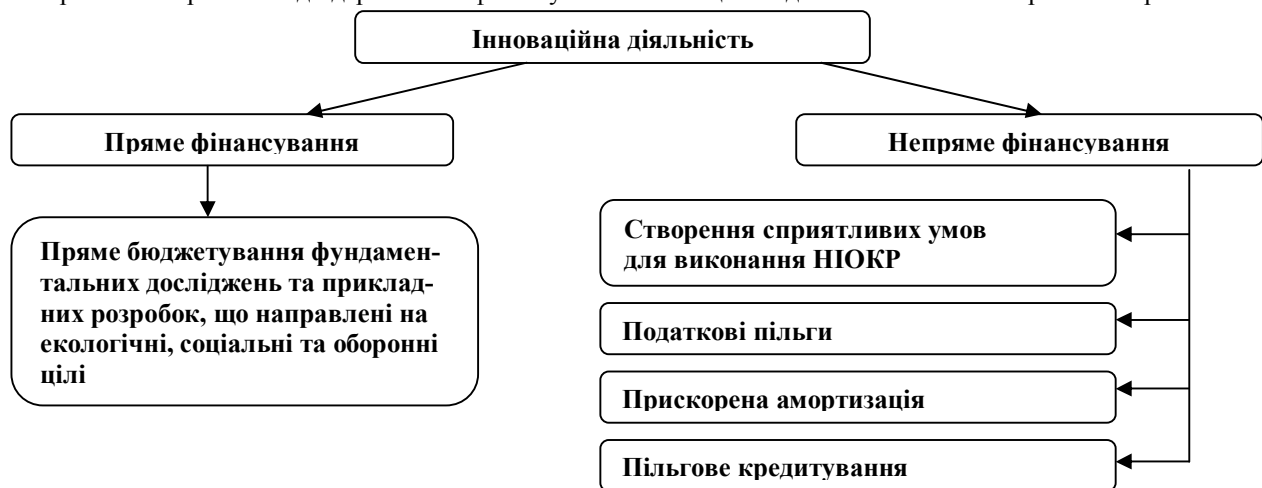 Інноваційна діяльність
Пряме фінансування
Непряме фінансування
Пряме бюджетування фундамен-
тальних досліджень та приклад-
них розробок, що направлені на
екологічні, соціальні та оборонні
цілі
Створення сприятливих умов
для виконання НІОКР
Податкові пільги
Прискорена амортизація
Пільгове кредитування